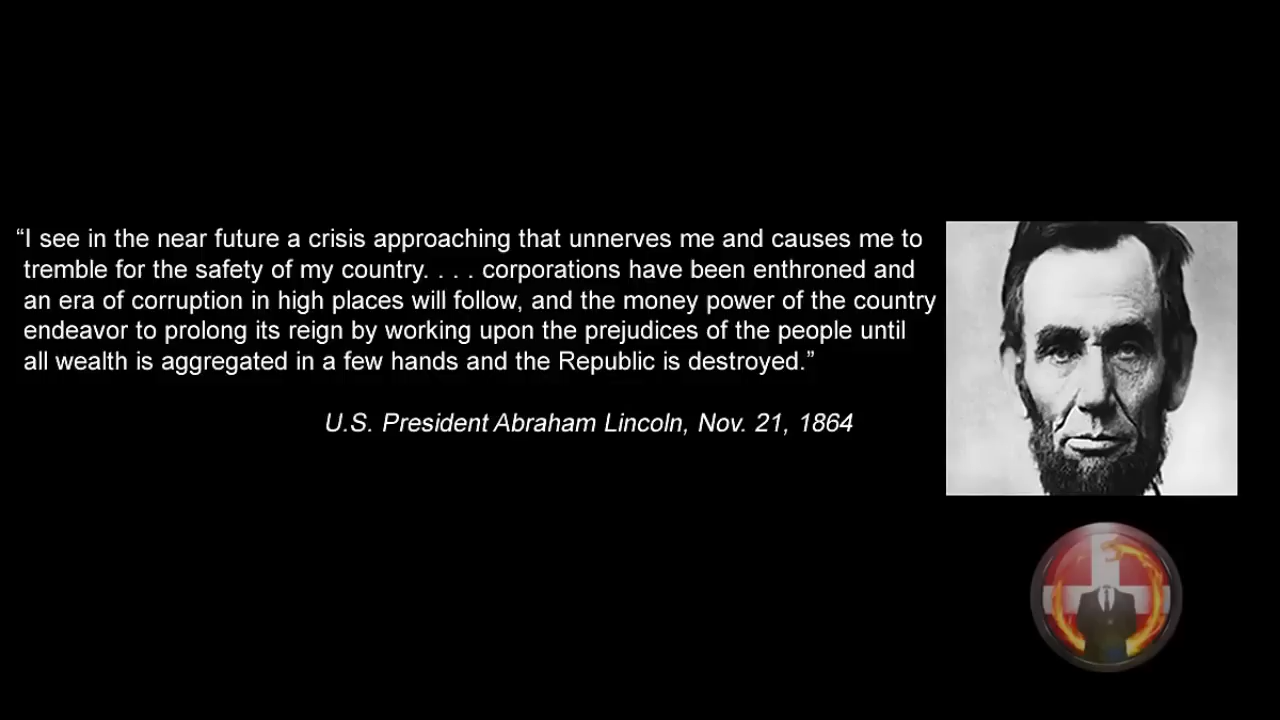 “I see in the near future a crisis approaching that unnerves me and causes me to
tremble for the safety of my country. . . . corporations have been enthroned and
an era of corruption in high places will follow, and the money power of the country
endeavor to prolong its reign by working upon the prejudices of the people until
all wealth is aggregated in a few hands and the Republic is destroyed.”
U.S. President Abraham Lincoln, Nov. 21, 1864